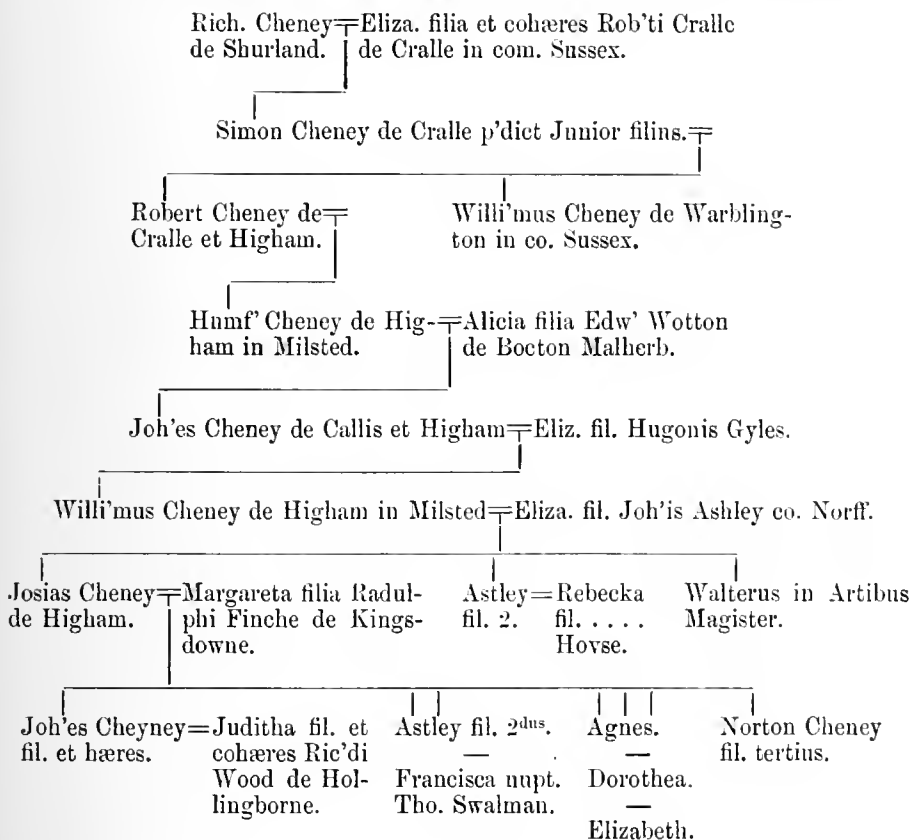 Rich. Cheney=Eliza. filia et cohæres Rob'ti Cralle
de Shurland. de Cralle in com. Sussex.
Simon Cheney de Cralle p'dict Junior filius.=
Robert Cheney de=
Cralle et Higham.
Willi'mus Cheney de Warbling-
ton in co. Sussex.
Humf' Cheney de Hig-=Alicia filia Edw' Wotton
ham in Milsted. de Bocton Malherb.
Joh'es Cheney de Callis et Higham=Eliz. fil. Hugonis Gyles.
Willi'mus Cheney de Higham in Milsted=Eliza. fil. Joh'is Ashley co. Norff.
Josias Cheney=Margareta filia Radul-
de Higham. phi Finche de Kings-
downe.
Astley=Rebecka
fil. 2. fil. . . . . .
Hovse.
Walterus in Artibus
Magister.
Joh'es Cheyney=Juditha fil. et
fil. et hæres. cohæres Ric'di
Wood de Hol-
lingborne.
Astley fil. 2dus.
—
Francisca nupt.
Tho. Swalman.
Agnes.
—
Dorothea.
—
Elizabeth.
Norton Cheney
fil. tertius.